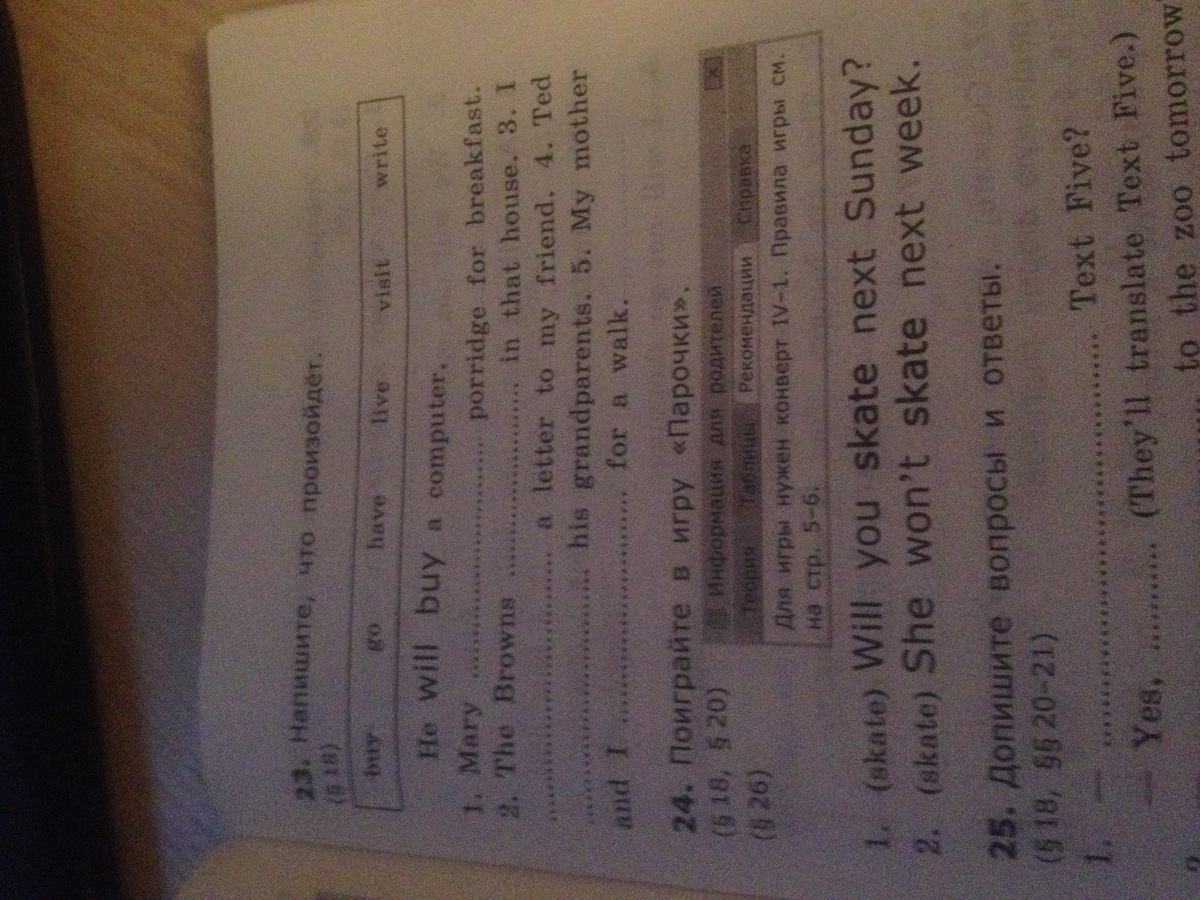 23. Напишите, что произойдёт.
(§ 18)
buy go have live visit write
He will buy a computer.
1. Mary ........................ porridge for breakfast.
2. The Browns .................... in that house. 3. I
........................... a letter to my friend. 4. Ted
........................... his grandparents. 5. My mother
and I ........................ for a walk.
24. Поиграйте в игру «Парочки».
(§ 18, § 20)
(§ 26)
Информация для родителей ×
Теория Таблицы Рекомендации Справка
Для игры нужен конверт IV–1. Правила игры см.
на стр. 5–6.
1. (skate) Will you skate next Sunday?
2. (skate) She won't skate next week.
25. Допишите вопросы и ответы.
(§ 18, §§ 20–21)
1. — ........................................ Text Five?
— Yes, .......... (They'll translate Text Five.)
to the zoo tomorrow